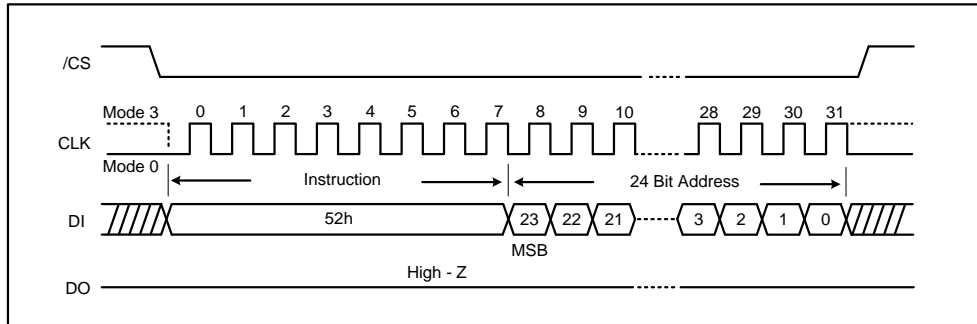 /CS
Mode 3 0 1 2 3 4 5 6 7 8 9 10 28 29 30 31
CLK
Mode 0
Instruction 24 Bit Address
DI 52h 23 22 21 3 2 1 0
MSB
High - Z
DO